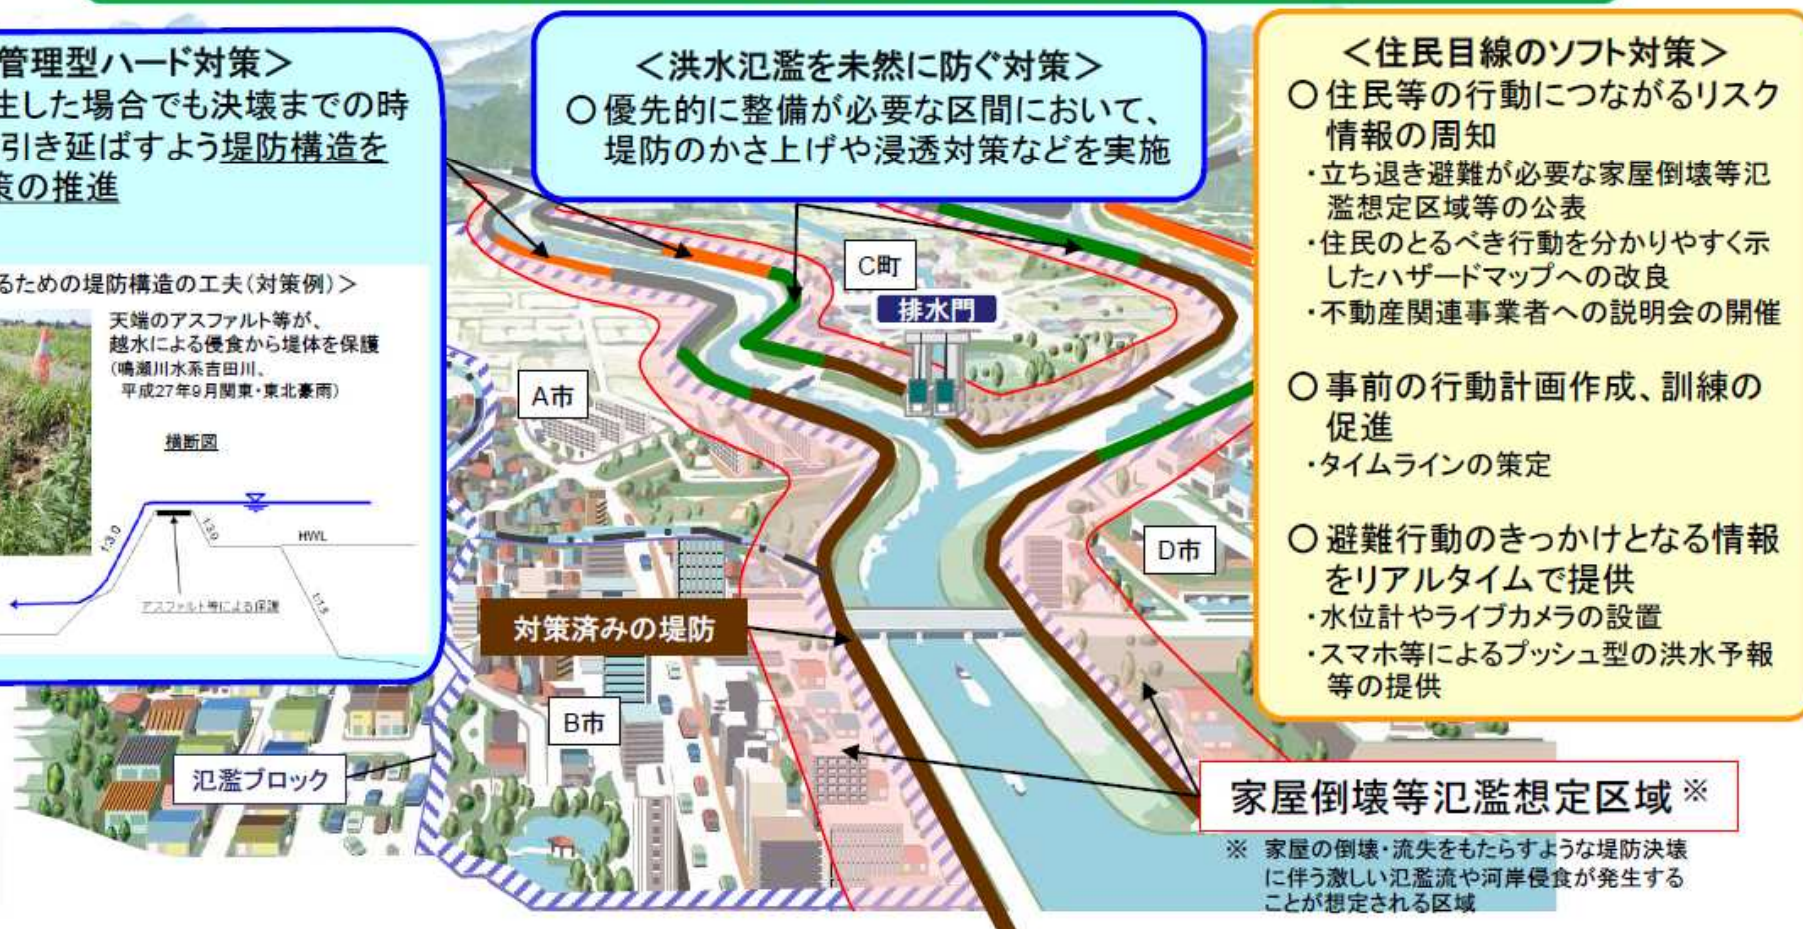 管理型ハード対策＞
生した場合でも決壊までの時
引き延ばすよう堤防構造を
策の推進
るための堤防構造の工夫(対策例)＞
天端のアスファルト等が、
越水による侵食から堤体を保護
(鳴瀬川水系吉田川、
平成27年9月関東・東北豪雨)
横断図
1:3.0
1:3.0
HWL
アスファルト等による保護
＜洪水氾濫を未然に防ぐ対策＞
○優先的に整備が必要な区間において、
堤防のかさ上げや浸透対策などを実施
C町
排水門
A市
D市
対策済みの堤防
B市
氾濫ブロック
＜住民目線のソフト対策＞
○住民等の行動につながるリスク
情報の周知
・立ち退き避難が必要な家屋倒壊等氾
濫想定区域等の公表
・住民のとるべき行動を分かりやすく示
したハザードマップへの改良
・不動産関連事業者への説明会の開催
○事前の行動計画作成、訓練の
促進
・タイムラインの策定
○避難行動のきっかけとなる情報
をリアルタイムで提供
・水位計やライブカメラの設置
・スマホ等によるプッシュ型の洪水予報
等の提供
家屋倒壊等氾濫想定区域※
※ 家屋の倒壊・流失をもたらすような堤防決壊
に伴う激しい氾濫流や河岸侵食が発生する
ことが想定される区域